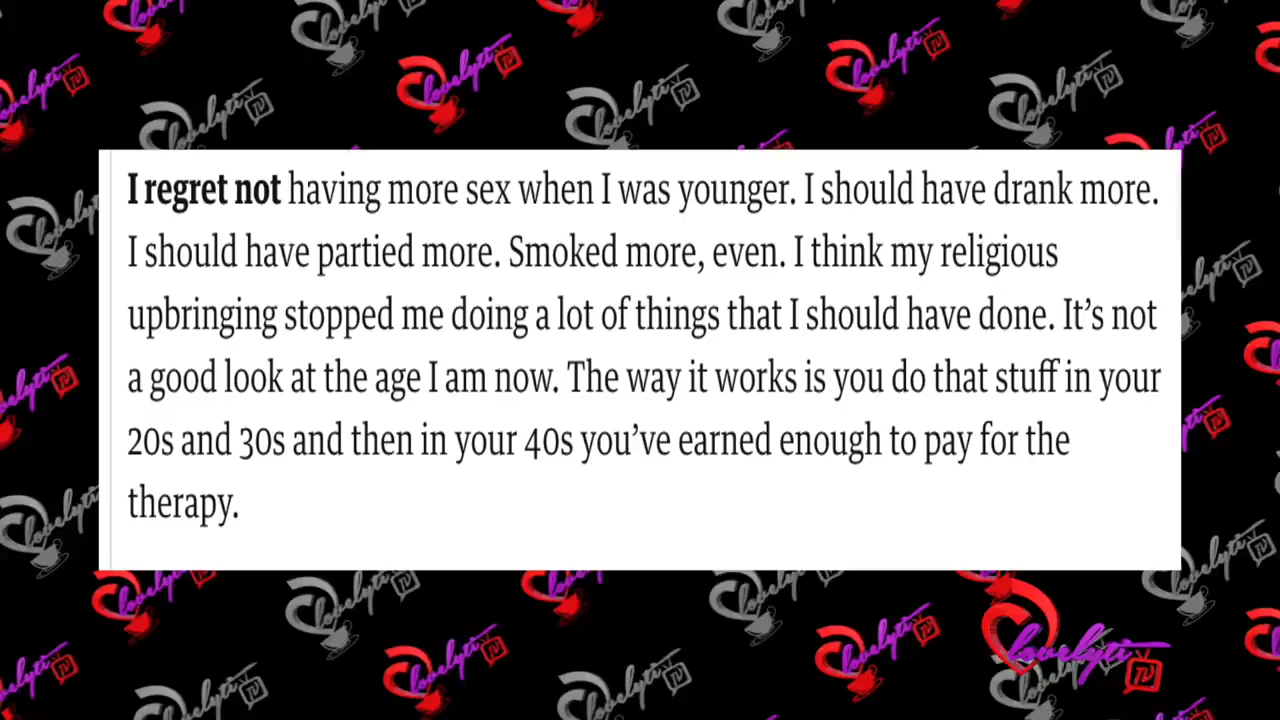 I regret not having more sex when I was younger. I should have drank more.
I should have partied more. Smoked more, even. I think my religious
upbringing stopped me doing a lot of things that I should have done. It’s not
a good look at the age I am now. The way it works is you do that stuff in your
20s and 30s and then in your 40s you’ve earned enough to pay for the
therapy.
Lovelyti TV